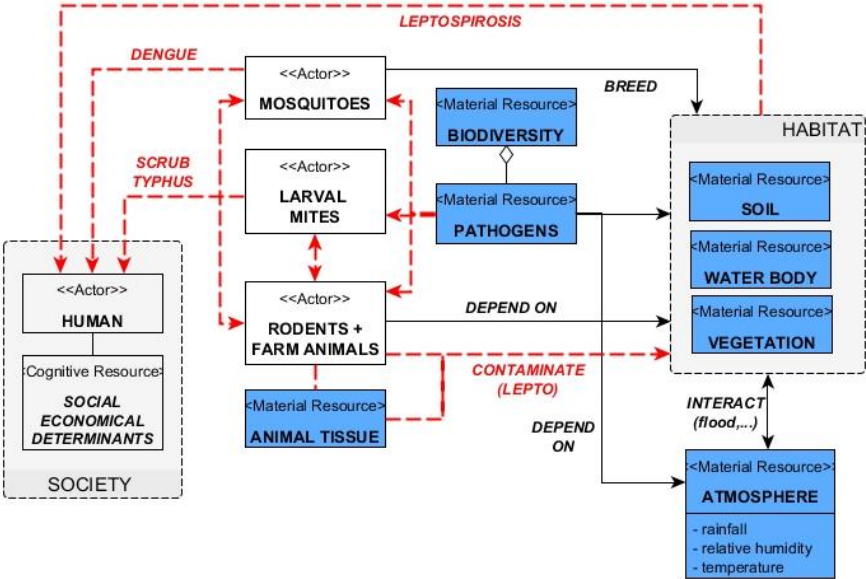 LEPTOSPIROSIS
DENGUE
<<Actor>>
MOSQUITOES
BREED
<Material Resource>
BIODIVERSITY
HABITAT
SCRUB
TYPHUS
<<Actor>>
LARVAL
MITES
<Material Resource>
PATHOGENS
<Material Resource>
SOIL
<Material Resource>
WATER BODY
<Material Resource>
VEGETATION
<<Actor>>
HUMAN
<Cognitive Resource>
SOCIAL
ECONOMICAL
DETERMINANTS
SOCIETY
<<Actor>>
RODENTS +
FARM ANIMALS
DEPEND ON
CONTAMINATE
(LEPTO)
<Material Resource>
ANIMAL TISSUE
DEPEND
ON
INTERACT
(flood,...)
<Material Resource>
ATMOSPHERE
- rainfall
- relative humidity
- temperature